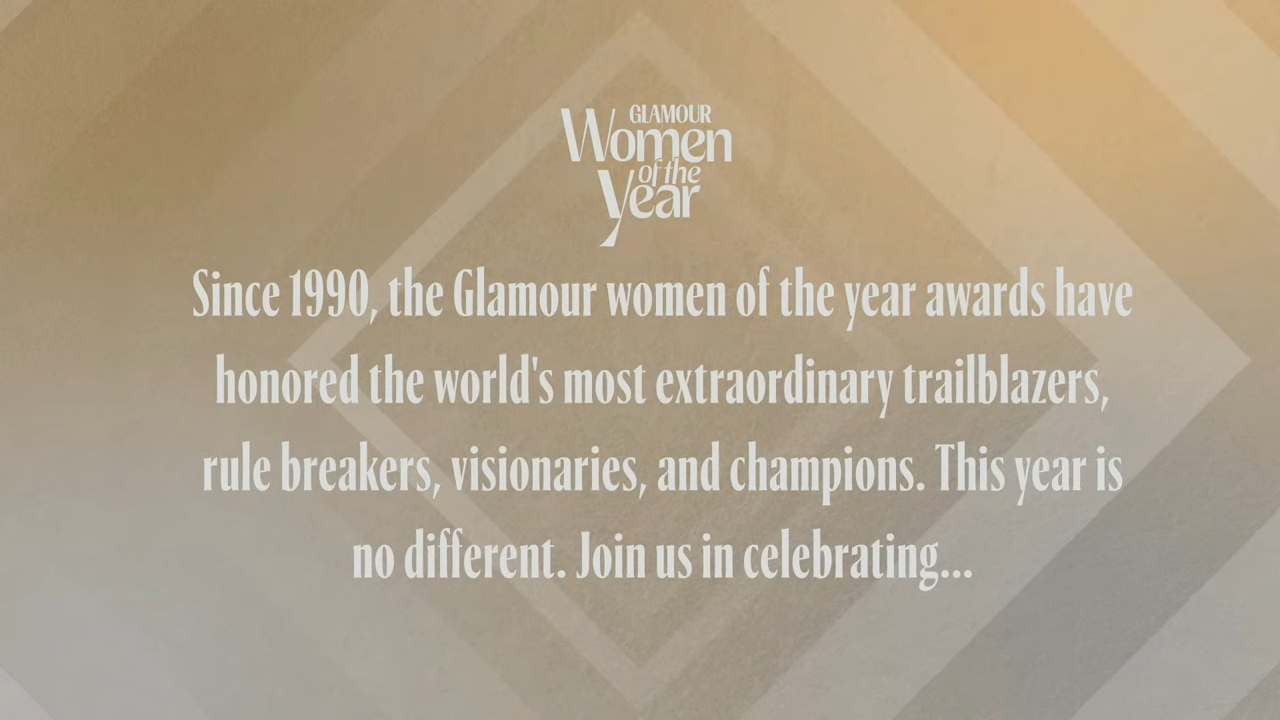 GLAMOUR
Women
of the
Year
Since 1990, the Glamour women of the year awards have
honored the world's most extraordinary trailblazers,
rule breakers, visionaries, and champions. This year is
no different. Join us in celebrating...